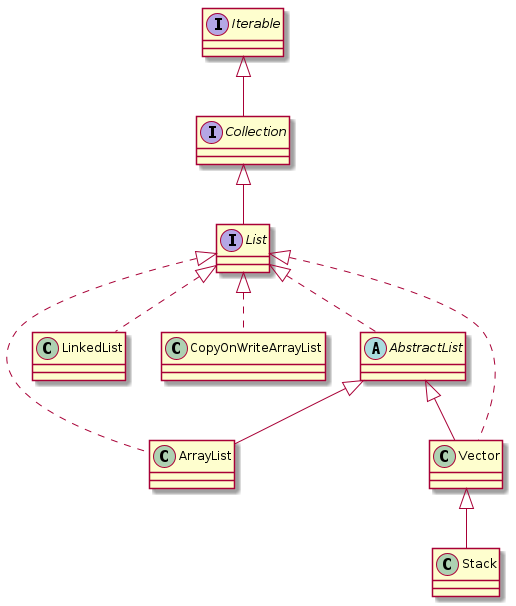 I Iterable
I Collection
I List
C LinkedList
C CopyOnWriteArrayList
A AbstractList
C ArrayList
C Vector
C Stack